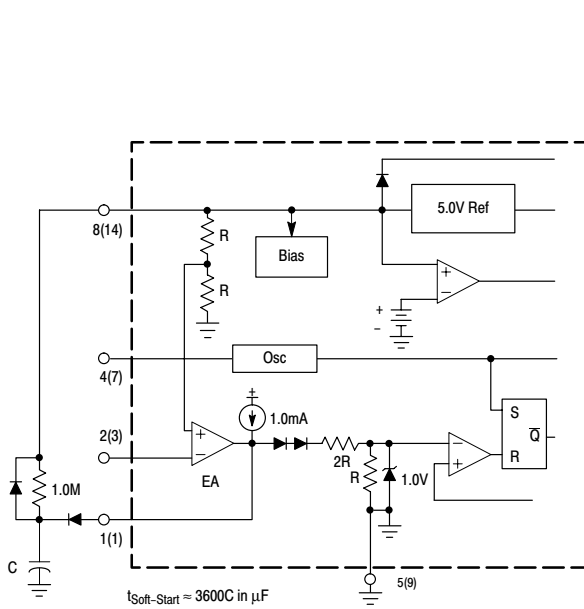 8(14)
R
R
Bias
5.0V Ref
+
−
+
−
4(7)
Osc
+
1.0mA
S
Q̅
R
2(3)
+
−
EA
2R
R
1.0V
−
+
1.0M
1(1)
C
5(9)
tSoft−Start ≈ 3600C in µF